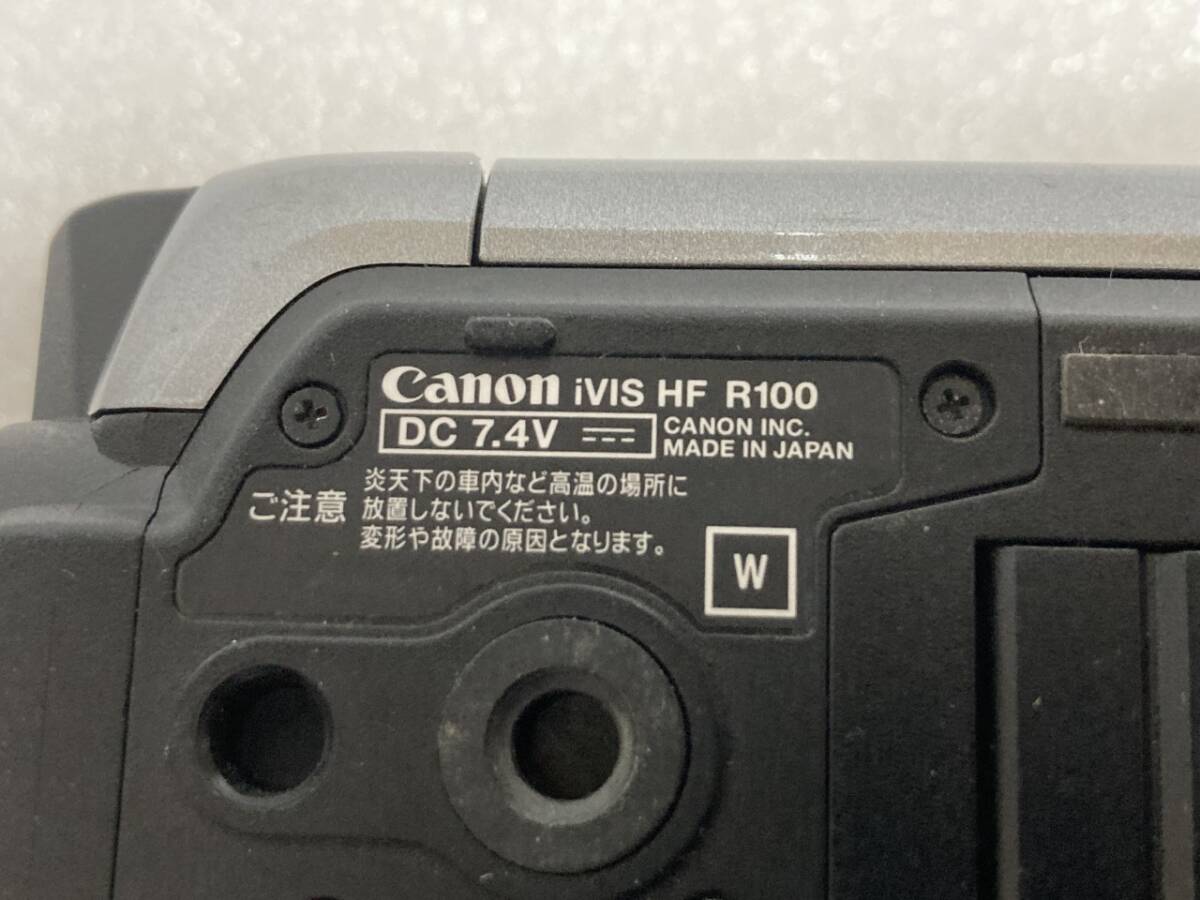 Canon iVIS HF R100
DC 7.4V
CANON INC.
MADE IN JAPAN
ご注意
炎天下の車内など高温の場所に
放置しないでください。
変形や故障の原因となります。
W